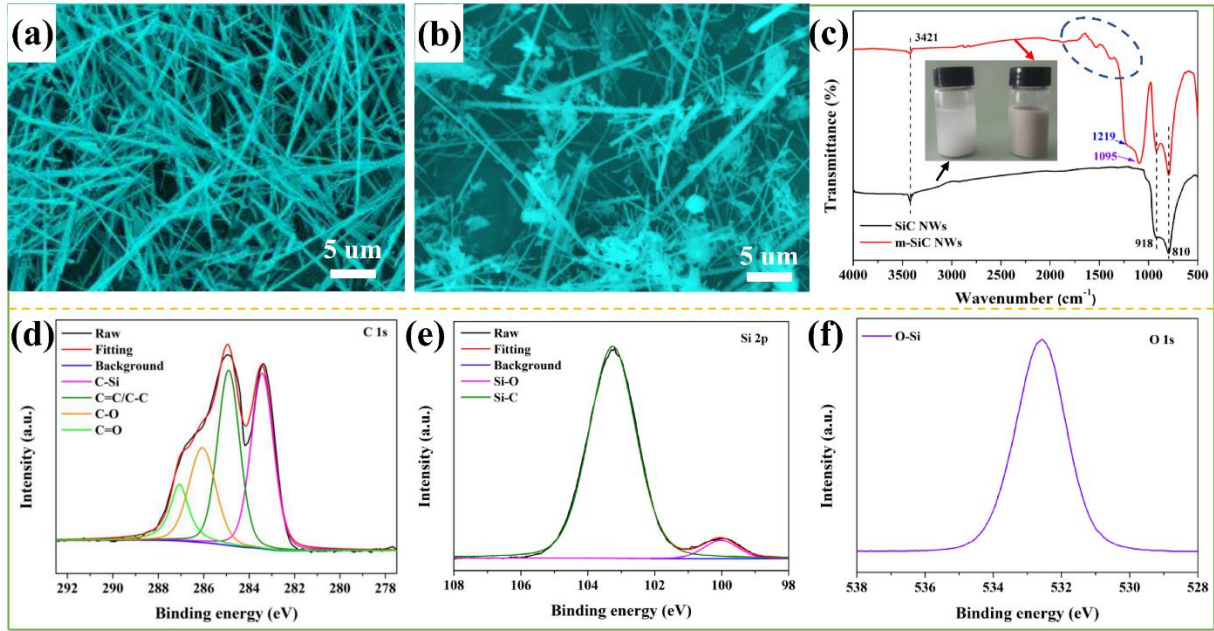 (a)
5 um
(b)
5 um
(c)
3421
1219
1095
918
810
SiC NWs
m-SiC NWs
Transmittance (%)
4000 3500 3000 2500 2000 1500 1000 500
Wavenumber (cm⁻¹)
(d)
C 1s
Raw
Fitting
Background
C-Si
C=C/C-C
C-O
C=O
Intensity (a.u.)
292 290 288 286 284 282 280 278
Binding energy (eV)
(e)
Si 2p
Raw
Fitting
Background
Si-O
Si-C
Intensity (a.u.)
108 106 104 102 100 98
Binding energy (eV)
(f)
O 1s
O-Si
Intensity (a.u.)
538 536 534 532 530 528
Binding energy (eV)